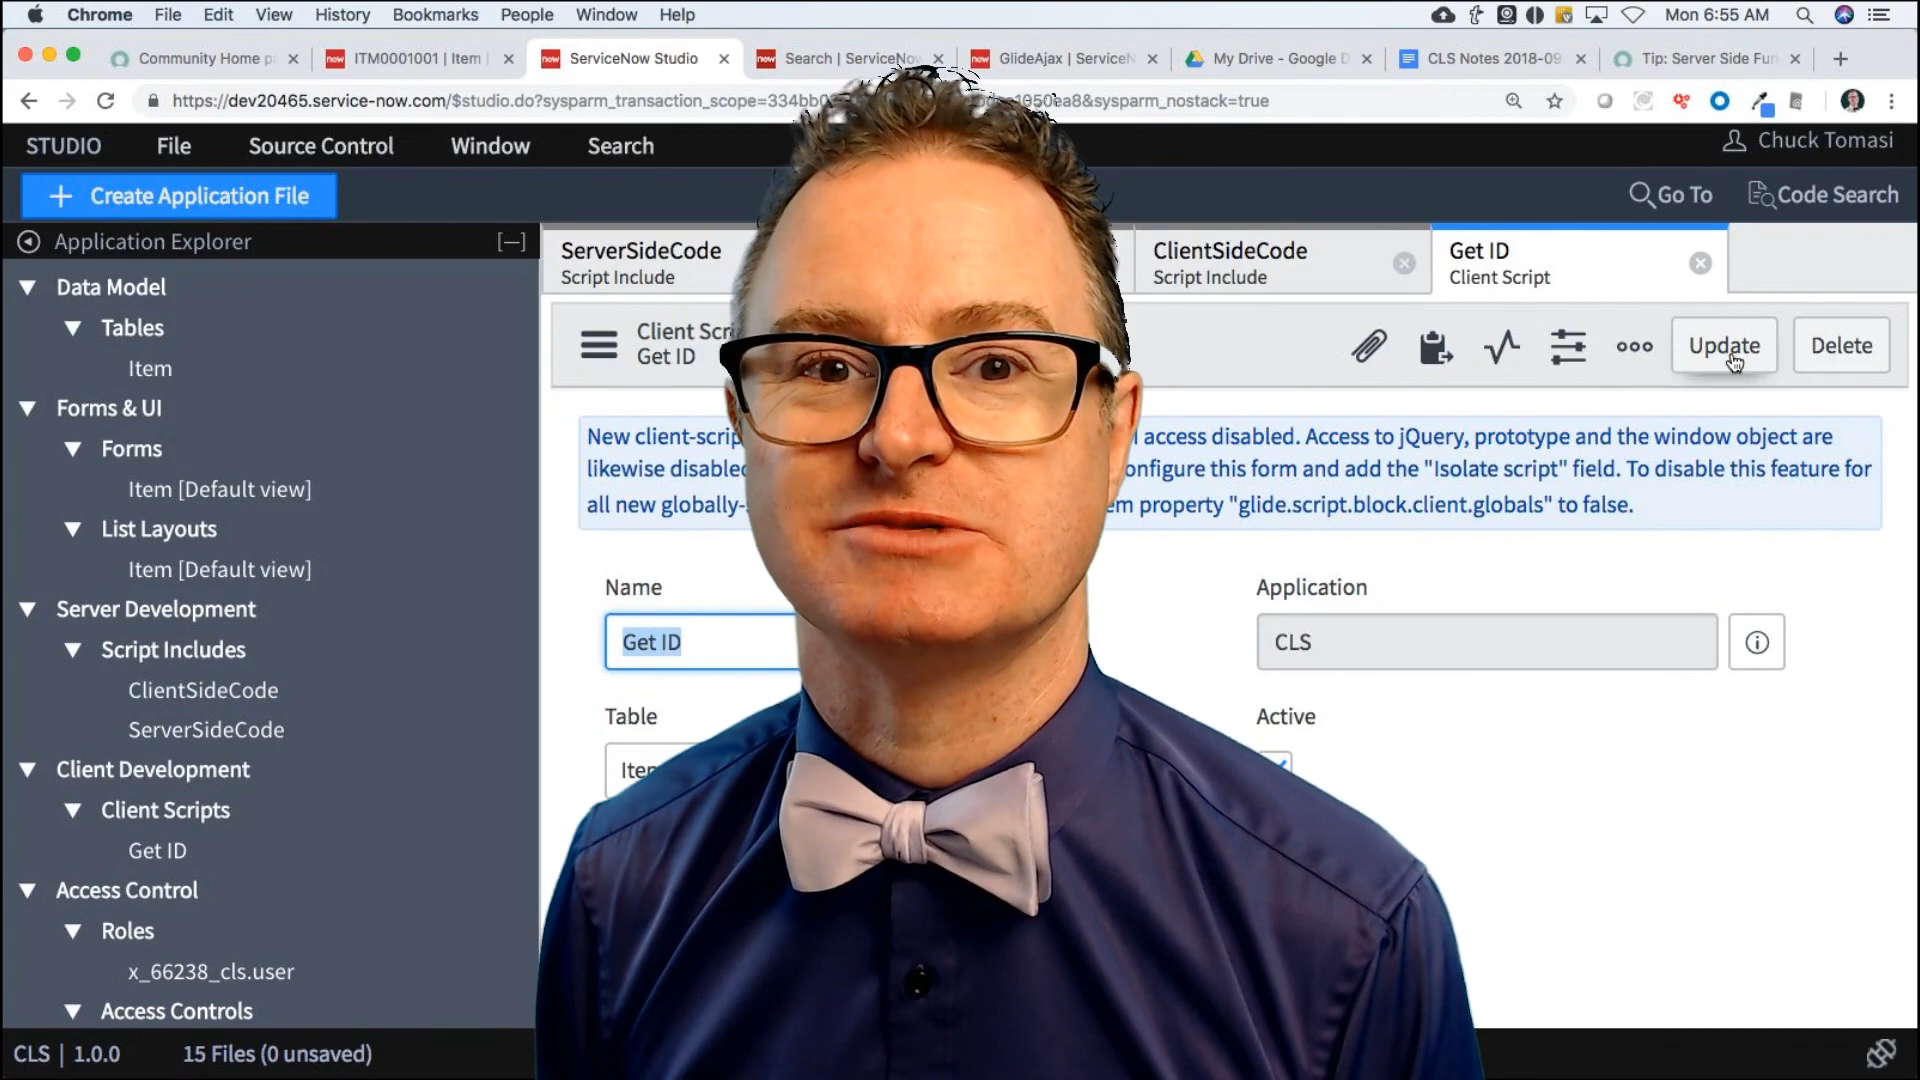 Chrome File Edit View History Bookmarks People Window Help
Mon 6:55 AM
Community Home p
ITM0001001 | Item |
ServiceNow Studio
Search | ServiceNow
GlideAjax | ServiceN
My Drive - Google D
CLS Notes 2018-09
Tip: Server Side Fun
https://dev20465.service-now.com/$studio.do?sysparm_transaction_scope=334bb0
1950ea8&sysparm_nostack=true
STUDIO File Source Control Window Search
Chuck Tomasi
+ Create Application File
Go To
Code Search
Application Explorer [—]
Data Model
Tables
Item
Forms & UI
Forms
Item [Default view]
List Layouts
Item [Default view]
Server Development
Script Includes
ClientSideCode
ServerSideCode
Client Development
Client Scripts
Get ID
Access Control
Roles
x_66238_cls.user
Access Controls
CLS | 1.0.0 15 Files (0 unsaved)
ServerSideCode
Script Include
ClientSideCode
Script Include
Get ID
Client Script
Client Scri
Get ID
Update
Delete
New client-scrip access disabled. Access to jQuery, prototype and the window object are
likewise disable onfigure this form and add the "Isolate script" field. To disable this feature for
all new globally- em property "glide.script.block.client.globals" to false.
Name
Get ID
Application
CLS
Table
Iter
Active